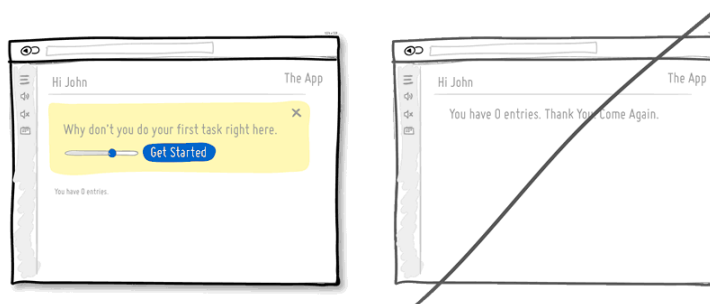 Hi John
The App
Why don't you do your first task right here.
Get Started
You have 0 entries.
Hi John
The App
You have 0 entries. Thank You. Come Again.